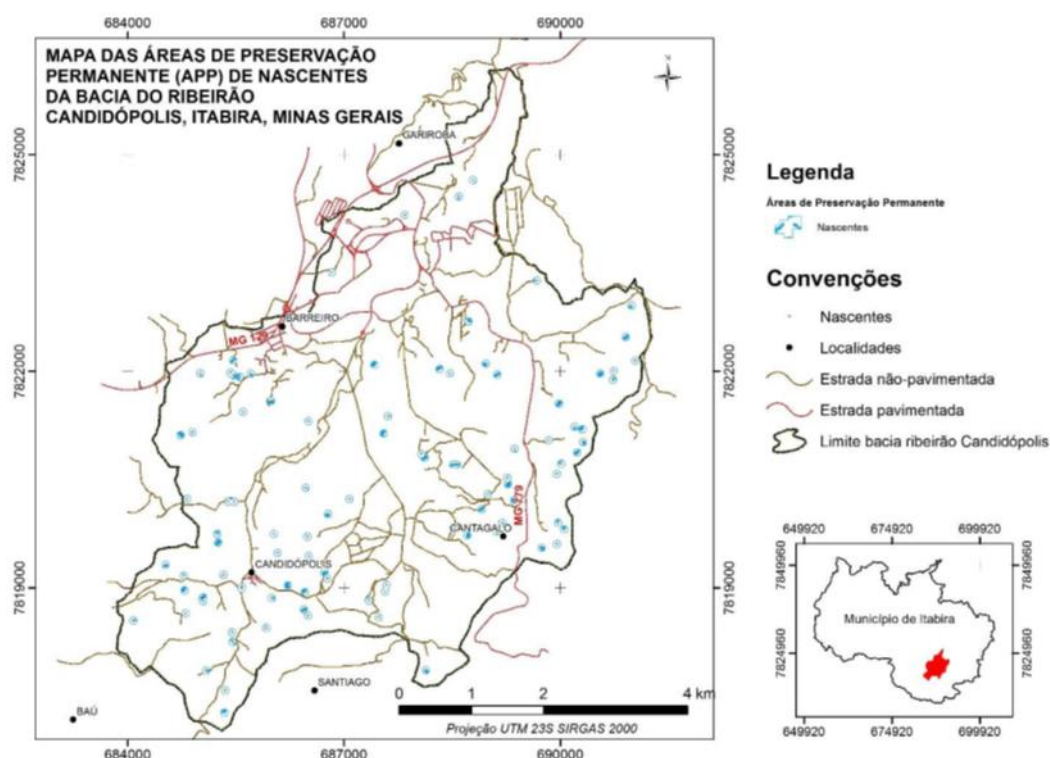 684000
687000
690000
MAPA DAS ÁREAS DE PRESERVAÇÃO
PERMANENTE (APP) DE NASCENTES
DA BACIA DO RIBEIRÃO
CANDIDÓPOLIS, ITABIRA, MINAS GERAIS
N
GARIROBA
7825000
7825000
BARREIRO
MG 129
7822000
7822000
MG 779
CANTAGALO
CANDIDÓPOLIS
7819000
7819000
SANTIAGO
BAÚ
0
1
2
4 km
Projeção UTM 23S SIRGAS 2000
684000
687000
690000
Legenda
Áreas de Preservação Permanente
Nascentes
Convenções
Nascentes
Localidades
Estrada não-pavimentada
Estrada pavimentada
Limite bacia ribeirão Candidópolis
649920
674920
699920
7849960
7849960
Município de Itabira
7824960
7824960
649920
674920
699920